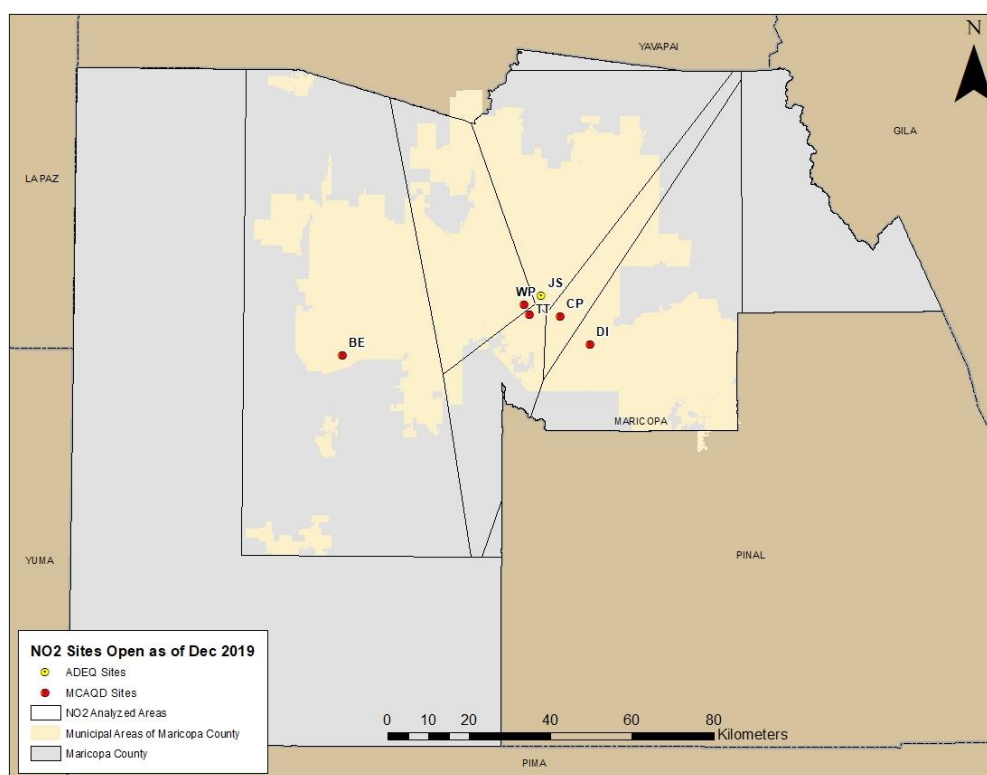 YAVAPAI
N
GILA
LA PAZ
JS
WP
TT
CP
DI
BE
MARICOPA
YUMA
PINAL
NO2 Sites Open as of Dec 2019
ADEQ Sites
MCAQD Sites
NO2 Analyzed Areas
Municipal Areas of Maricopa County
Maricopa County
0 5 10 20 40 60 80
Kilometers
PIMA